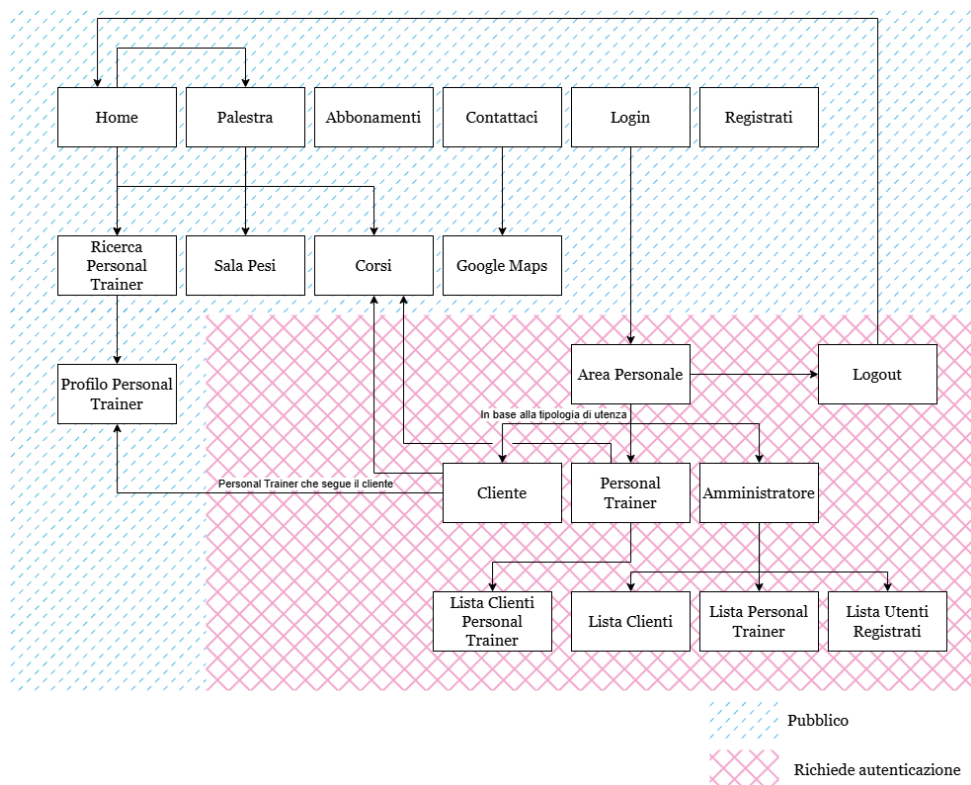 Home
Palestra
Abbonamenti
Contattaci
Login
Registrati
Ricerca
Personal
Trainer
Sala Pesi
Corsi
Google Maps
Profilo Personal
Trainer
Area Personale
Logout
In base alla tipologia di utenza
Personal Trainer che segue il cliente
Cliente
Personal
Trainer
Amministratore
Lista Clienti
Personal
Trainer
Lista Clienti
Lista Personal
Trainer
Lista Utenti
Registrati
Pubblico
Richiede autenticazione